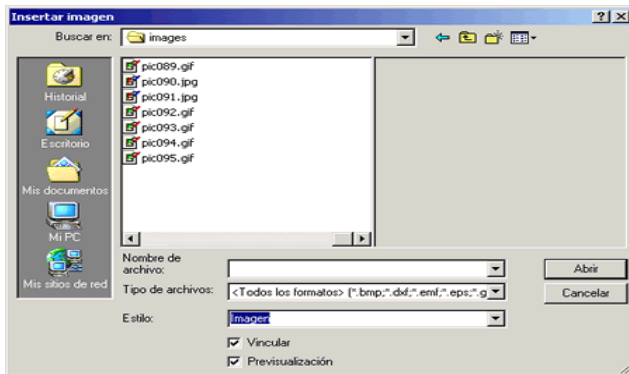 Insertar imagen
Buscar en: images
Historial
Escritorio
Mis documentos
Mi PC
Mis sitios de red
pic089.gif
pic090.jpg
pic091.jpg
pic092.gif
pic093.gif
pic094.gif
pic095.gif
Nombre de
archivo:
Abrir
Tipo de archivos: <Todos los formatos> (*.bmp;*.dxf;*.emf;*.eps;*.g
Cancelar
Estilo: Imagen
Vincular
Previsualización